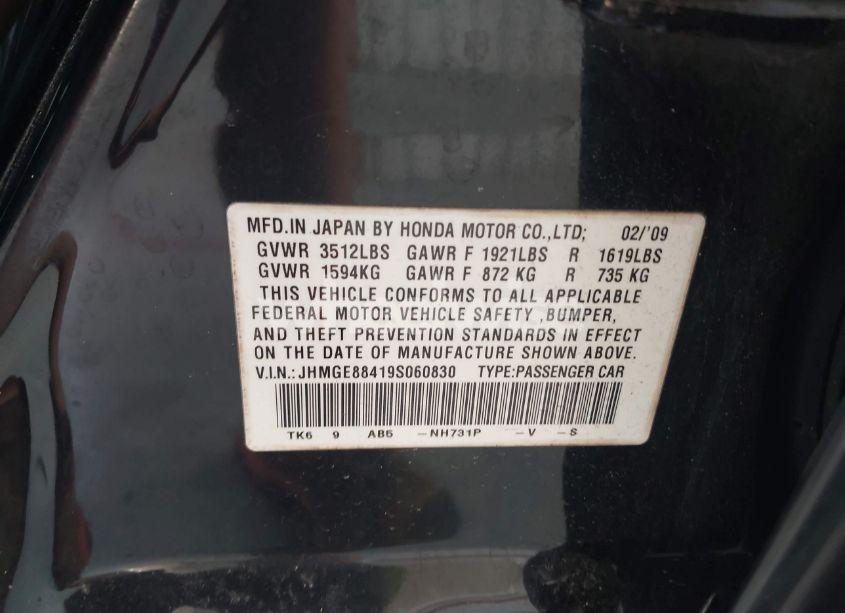 MFD.IN JAPAN BY HONDA MOTOR CO.,LTD; 02/'09
GVWR 3512LBS GAWR F 1921LBS R 1619LBS
GVWR 1594KG GAWR F 872 KG R 735 KG
THIS VEHICLE CONFORMS TO ALL APPLICABLE
FEDERAL MOTOR VEHICLE SAFETY ,BUMPER,
AND THEFT PREVENTION STANDARDS IN EFFECT
ON THE DATE OF MANUFACTURE SHOWN ABOVE.
V.I.N.: JHMGE88419S060830 TYPE:PASSENGER CAR
TK6 9 AB5 -NH731P -V -S